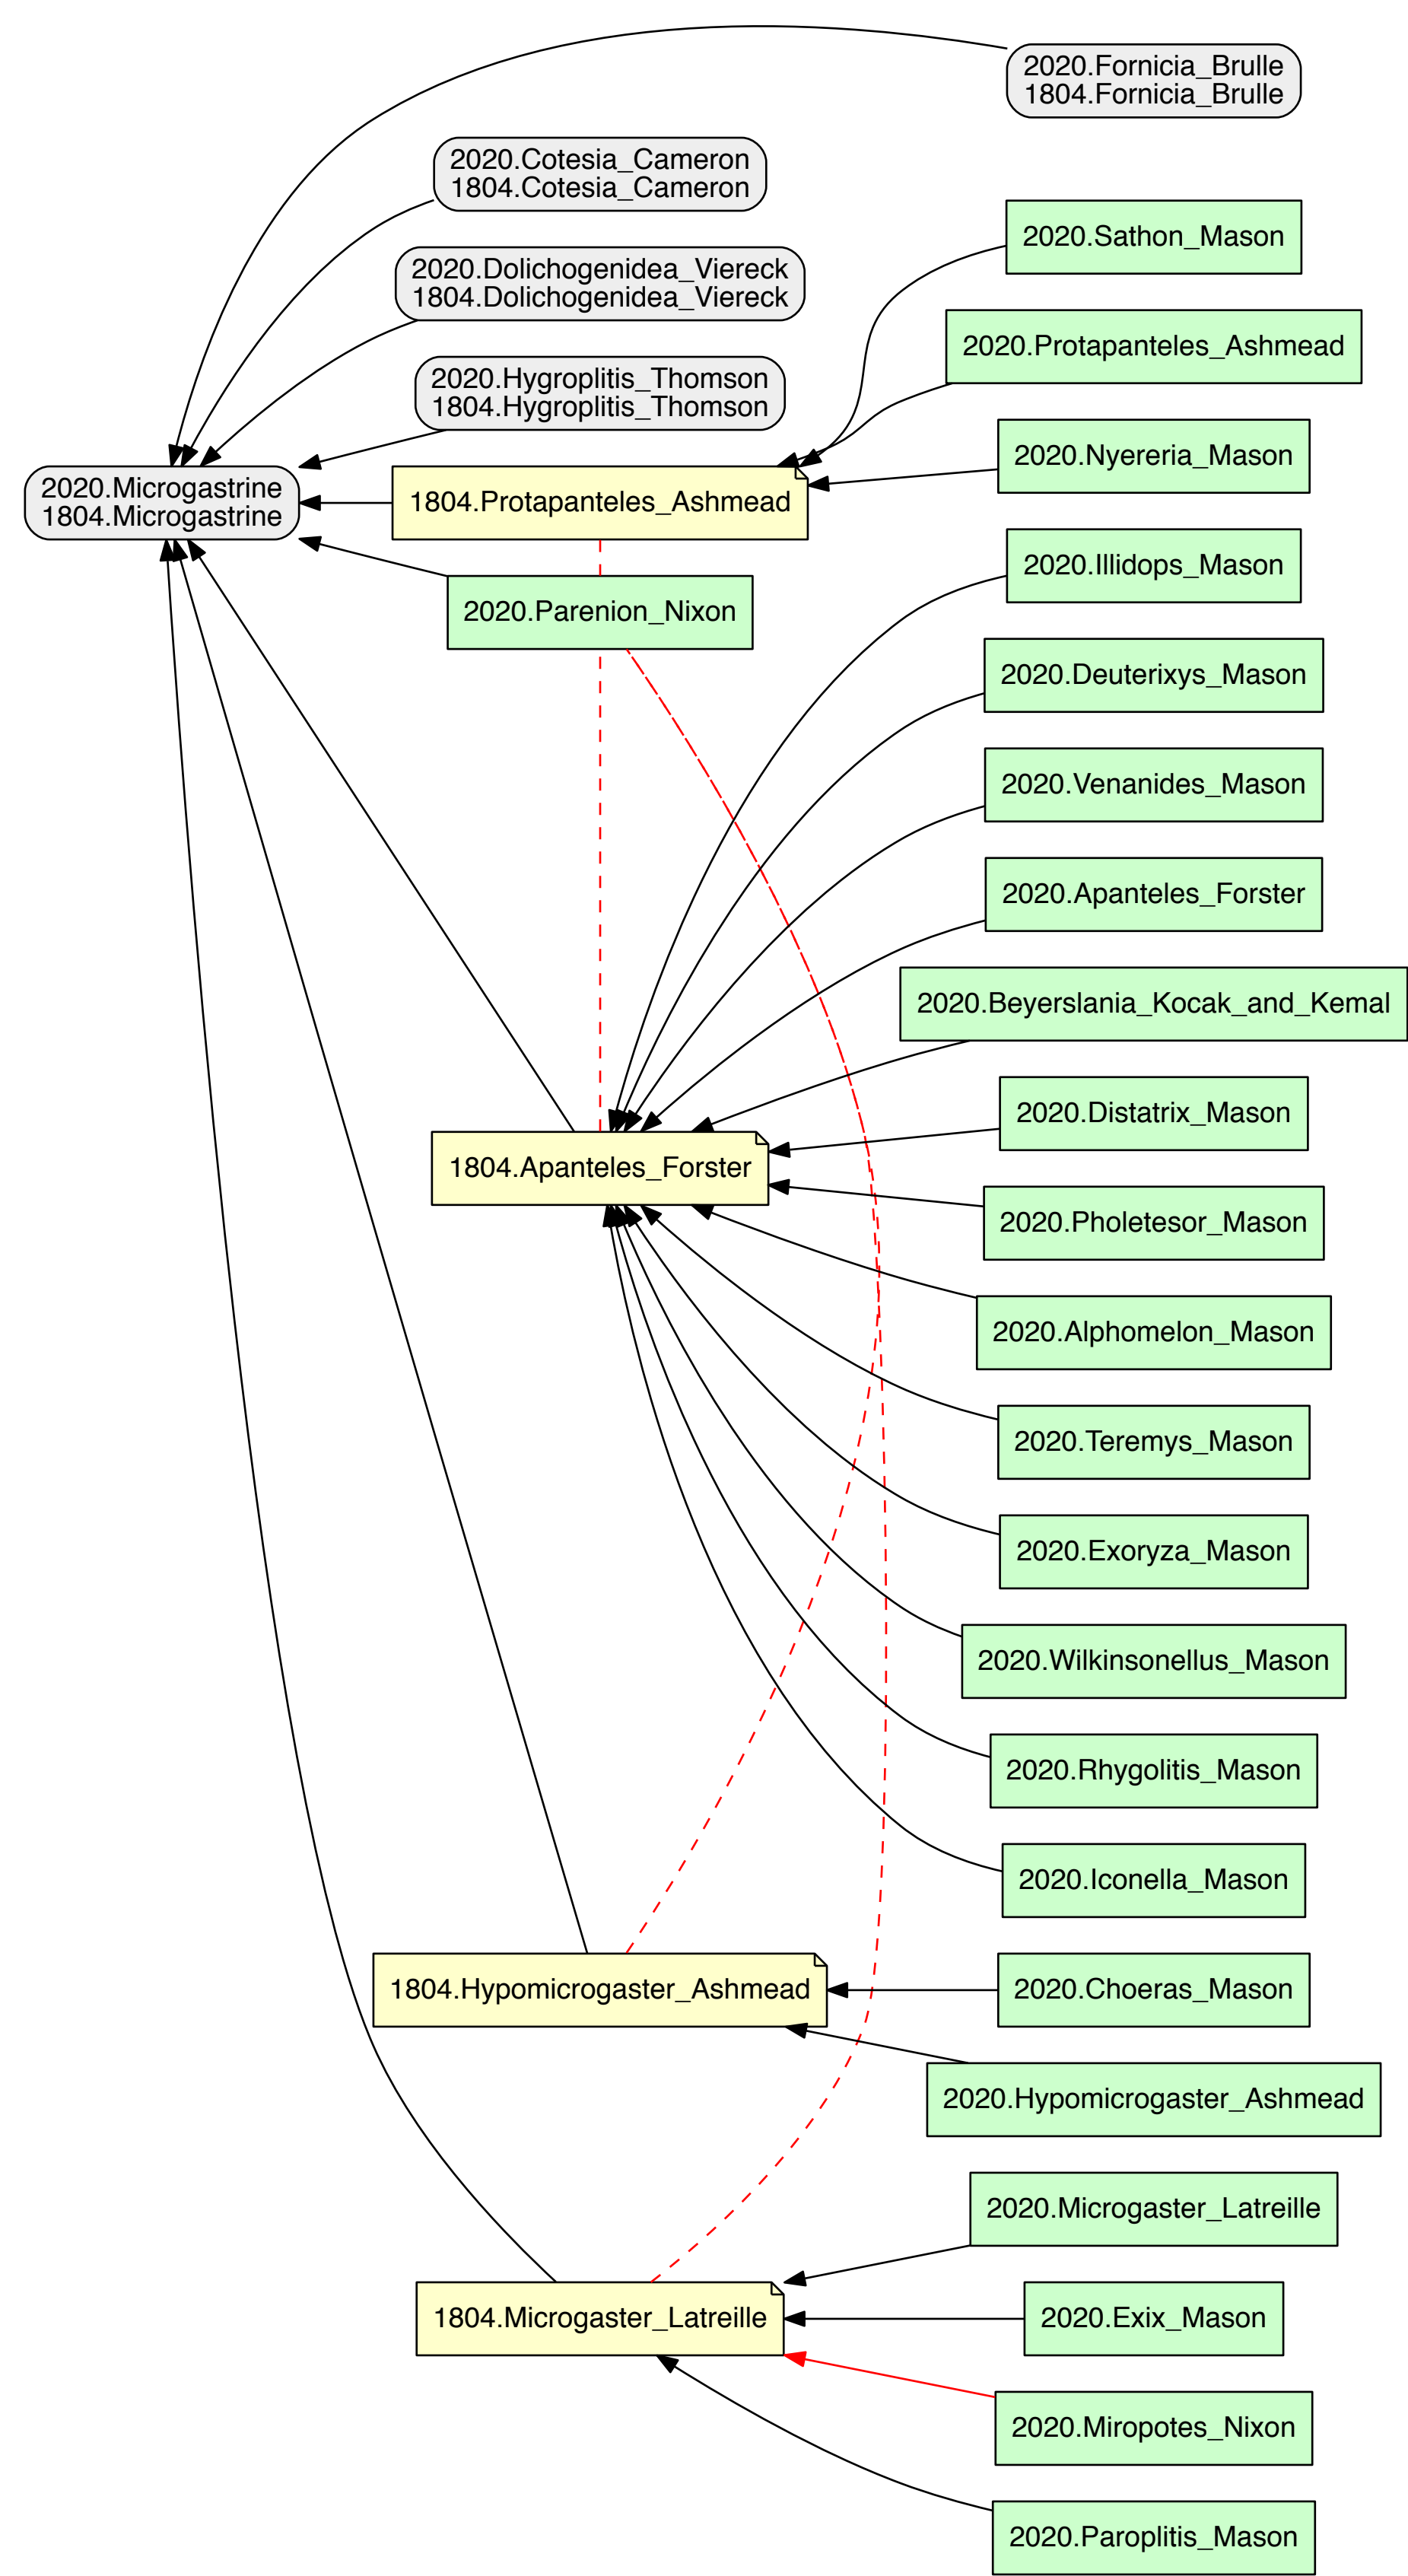 2020.Fornicia_Brulle
1804.Fornicia_Brulle
2020.Cotesia_Cameron
1804.Cotesia_Cameron
2020.Sathon_Mason
2020.Dolichogenidea_Viereck
1804.Dolichogenidea_Viereck
2020.Protapanteles_Ashmead
2020.Hygroplitis_Thomson
1804.Hygroplitis_Thomson
2020.Nyereria_Mason
2020.Microgastrine
1804.Microgastrine
1804.Protapanteles_Ashmead
2020.Illidops_Mason
2020.Parenion_Nixon
2020.Deuterixys_Mason
2020.Venanides_Mason
2020.Apanteles_Forster
2020.Beyerslania_Kocak_and_Kemal
2020.Distatrix_Mason
1804.Apanteles_Forster
2020.Pholetesor_Mason
2020.Alphomelon_Mason
2020.Teremys_Mason
2020.Exoryza_Mason
2020.Wilkinsonellus_Mason
2020.Rhygolitis_Mason
2020.Iconella_Mason
1804.Hypomicrogaster_Ashmead
2020.Choeras_Mason
2020.Hypomicrogaster_Ashmead
2020.Microgaster_Latreille
1804.Microgaster_Latreille
2020.Exix_Mason
2020.Miropotes_Nixon
2020.Paroplitis_Mason